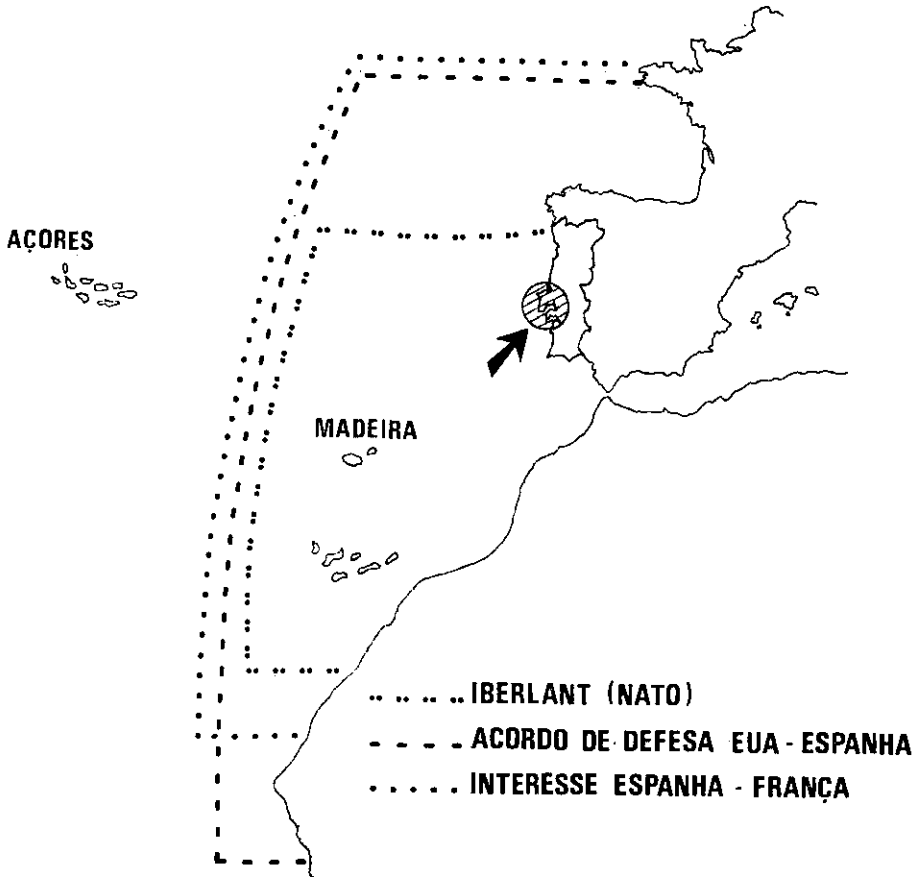 AÇORES
MADEIRA
IBERLANT (NATO)
ACORDO DE DEFESA EUA - ESPANHA
INTERESSE ESPANHA - FRANÇA